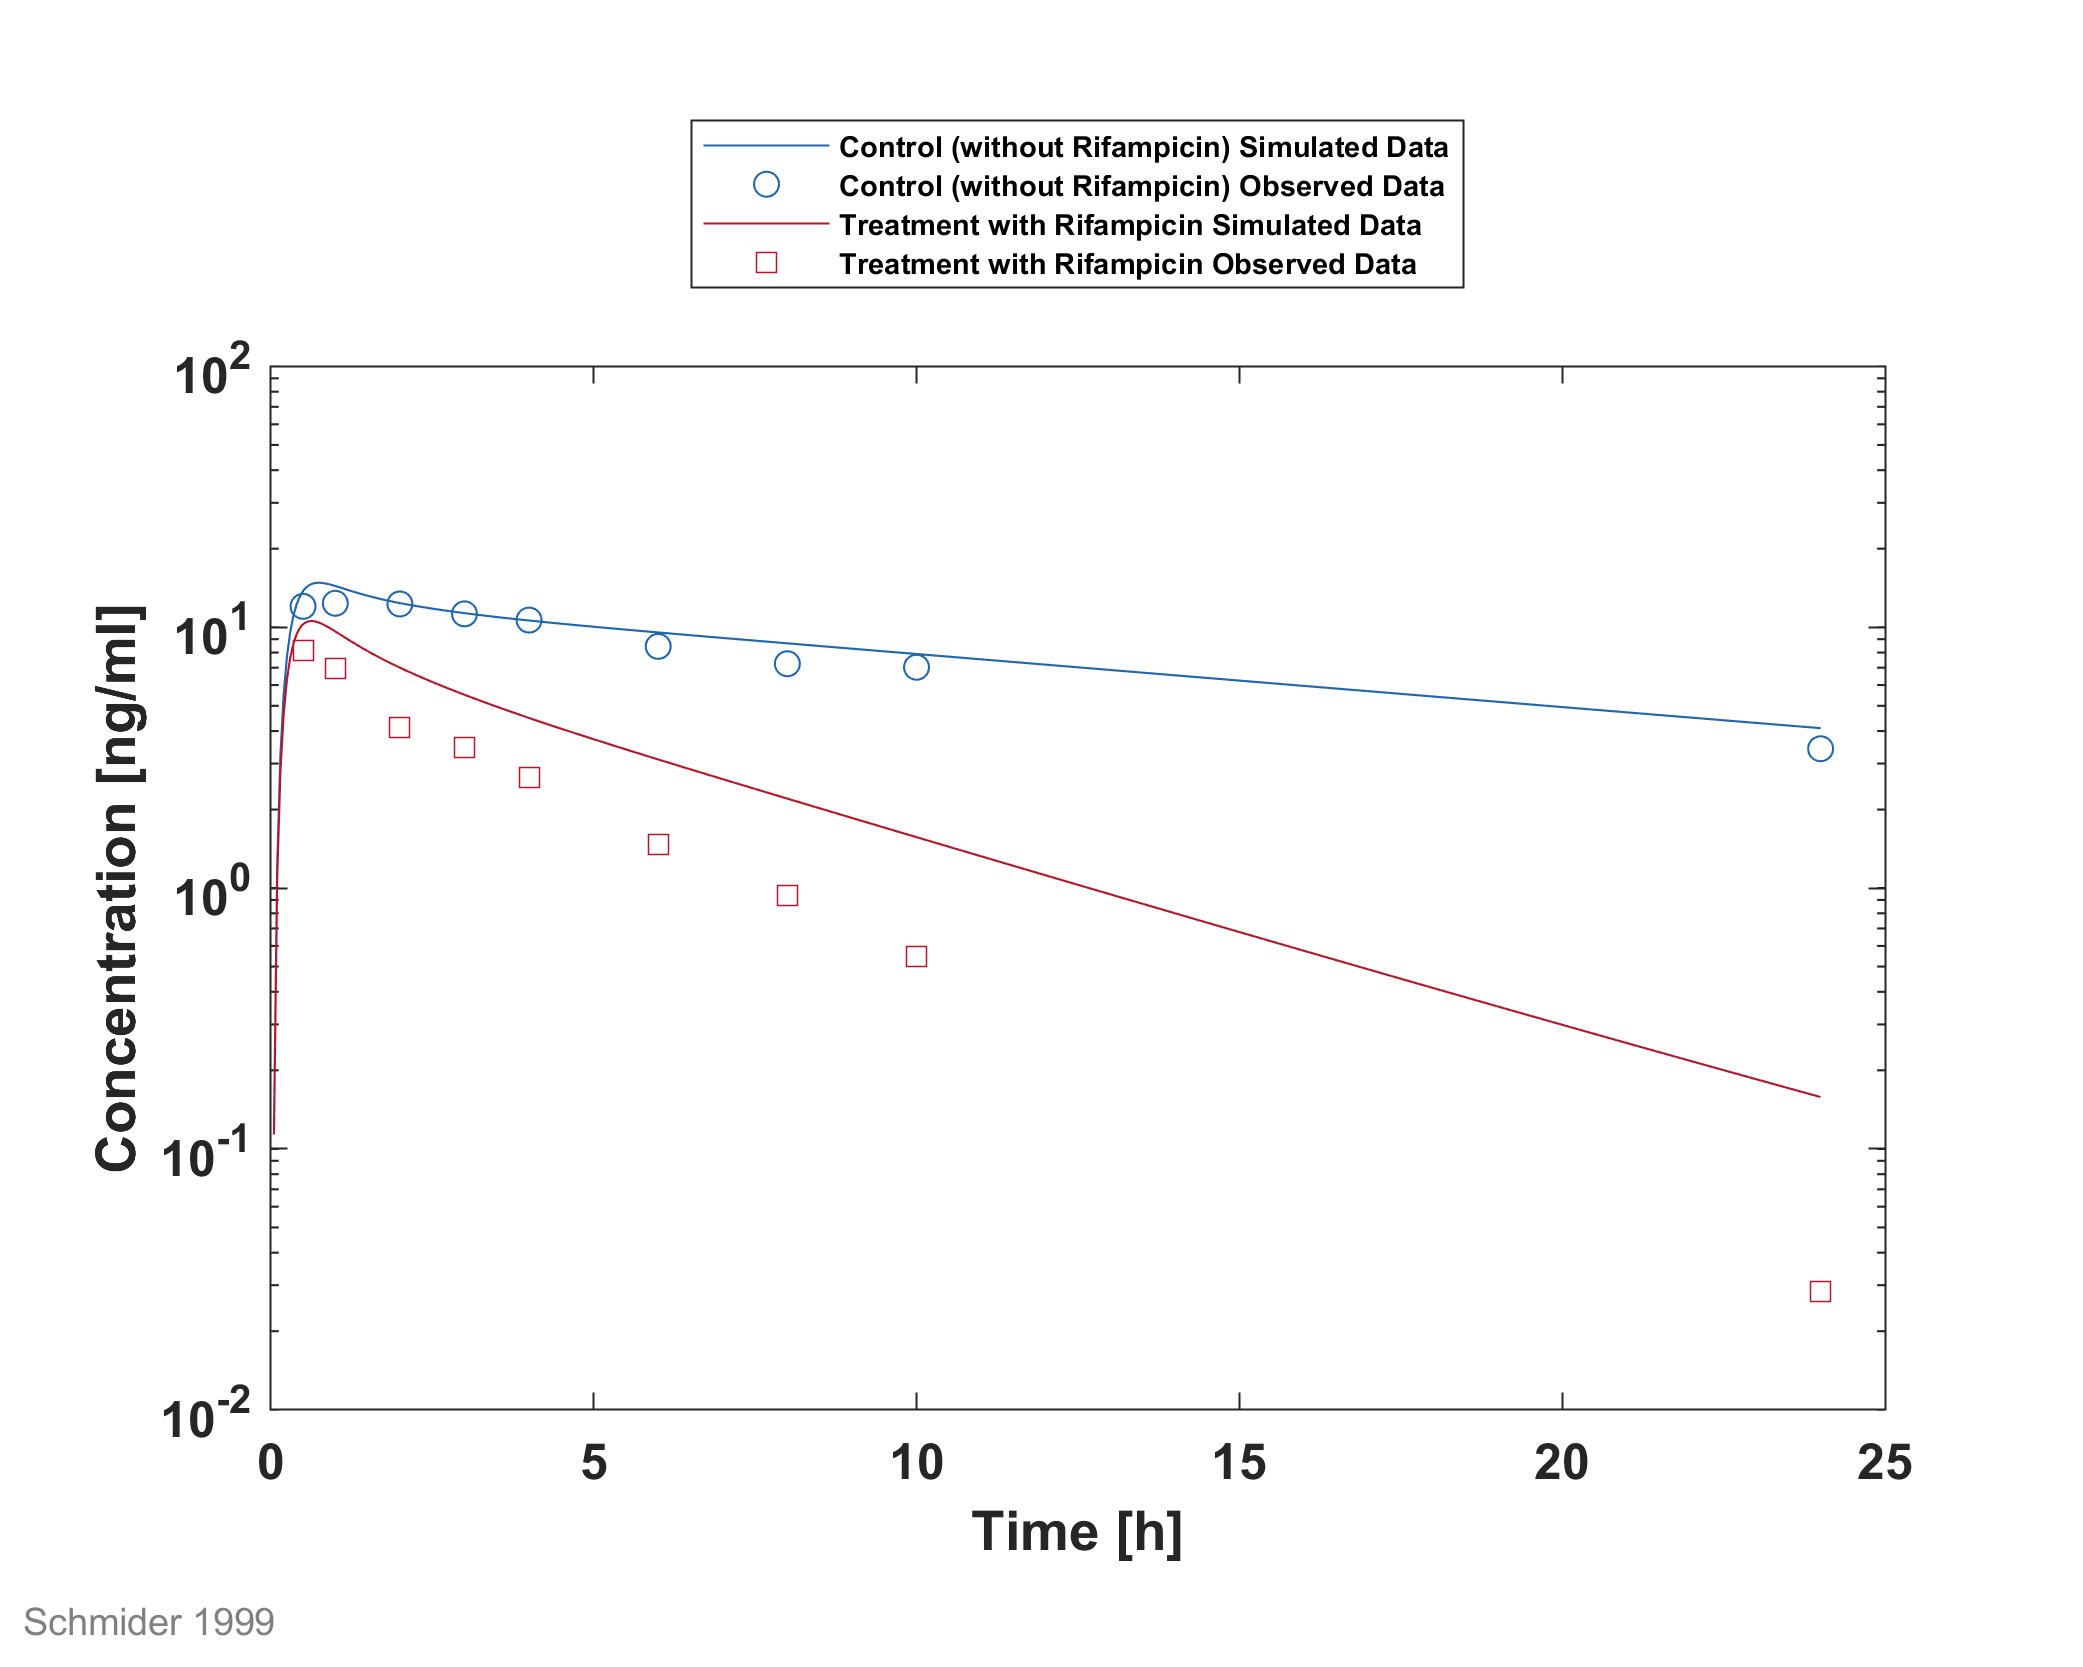 Control (without Rifampicin) Simulated Data
Control (without Rifampicin) Observed Data
Treatment with Rifampicin Simulated Data
Treatment with Rifampicin Observed Data
10^2
10^1
10^0
10^-1
10^-2
Concentration [ng/ml]
0 5 10 15 20 25
Time [h]
Schmider 1999